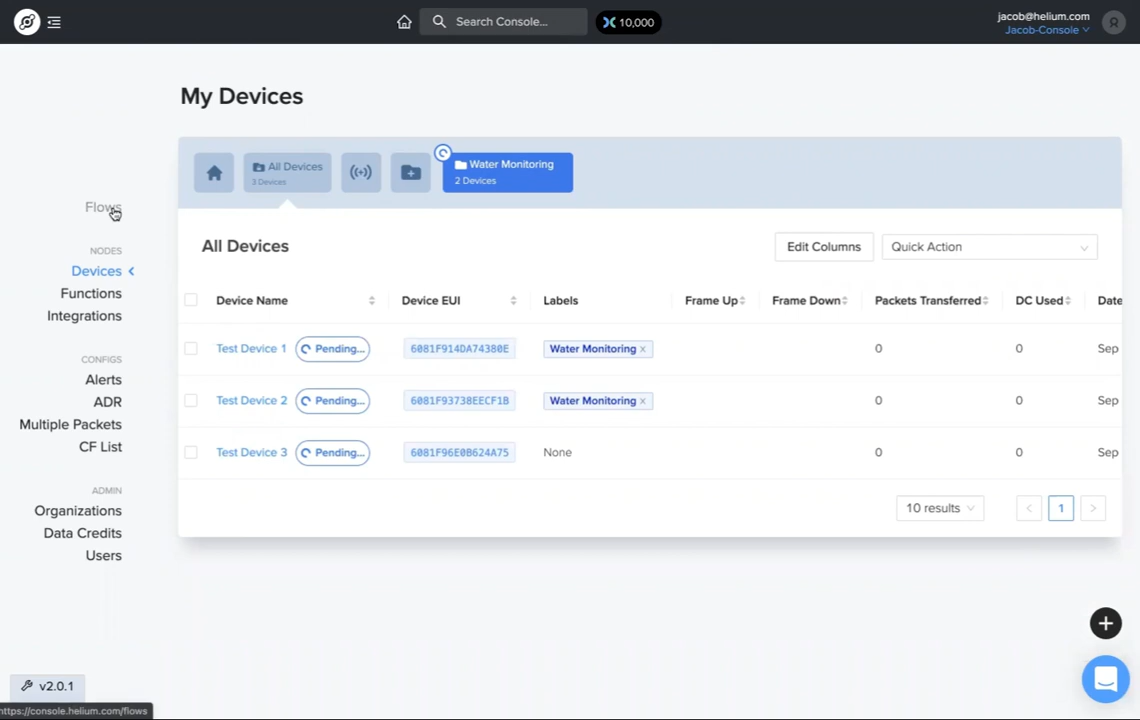 Search Console...
10,000
jacob@helium.com
Jacob-Console
My Devices
All Devices
3 Devices
Water Monitoring
2 Devices
Flows
NODES
Devices
Functions
Integrations
CONFIGS
Alerts
ADR
Multiple Packets
CF List
ADMIN
Organizations
Data Credits
Users
All Devices
Edit Columns
Quick Action
Device Name
Device EUI
Labels
Frame Up
Frame Down
Packets Transferred
DC Used
Date
Test Device 1
Pending...
6081F914DA74380E
Water Monitoring ×
0
0
Sep
Test Device 2
Pending...
6081F93738EECF1B
Water Monitoring ×
0
0
Sep
Test Device 3
Pending...
6081F96E0B624A75
None
0
0
Sep
10 results
1
v2.0.1
https://console.helium.com/flows